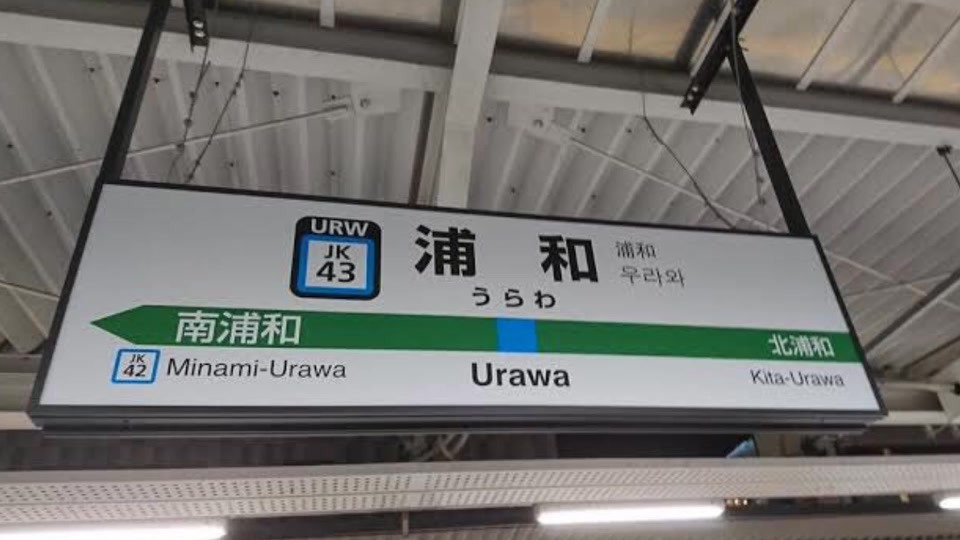 URW
JK
43
浦和
浦和
우라와
うらわ
南浦和
北浦和
JK
42
Minami-Urawa
Urawa
Kita-Urawa